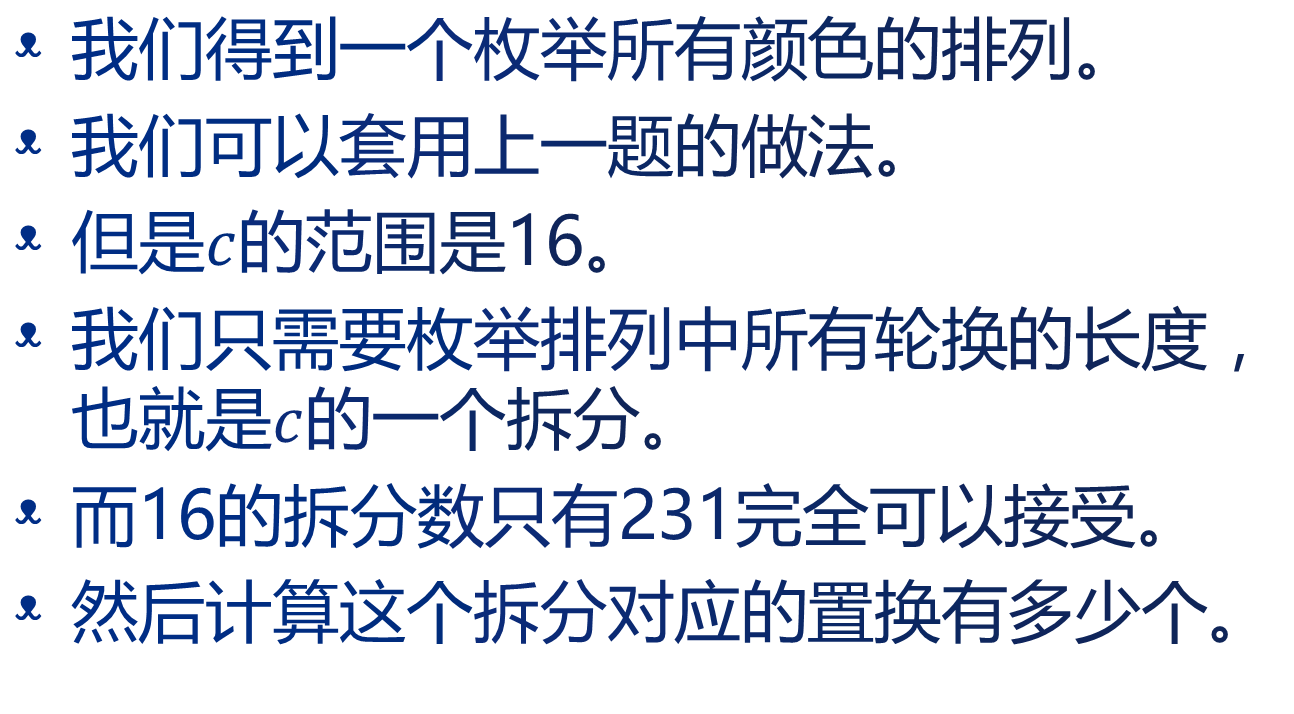 我们得到一个枚举所有颜色的排列。
我们可以套用上一题的做法。
但是c的范围是16。
我们只需要枚举排列中所有轮换的长度，
也就是c的一个拆分。
而16的拆分数只有231完全可以接受。
然后计算这个拆分对应的置换有多少个。